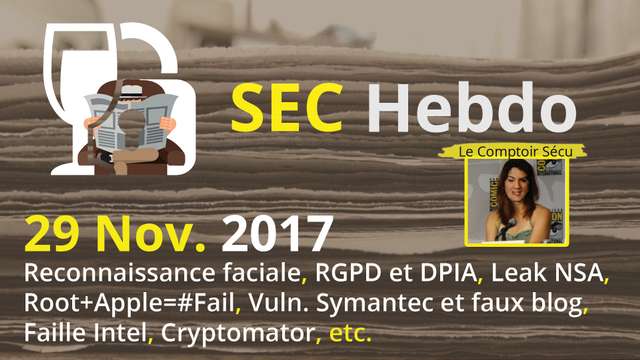 SEC Hebdo
Le Comptoir Sécu
29 Nov. 2017
Reconnaissance faciale, RGPD et DPIA, Leak NSA,
Root+Apple=#Fail, Vuln. Symantec et faux blog,
Faille Intel, Cryptomator, etc.